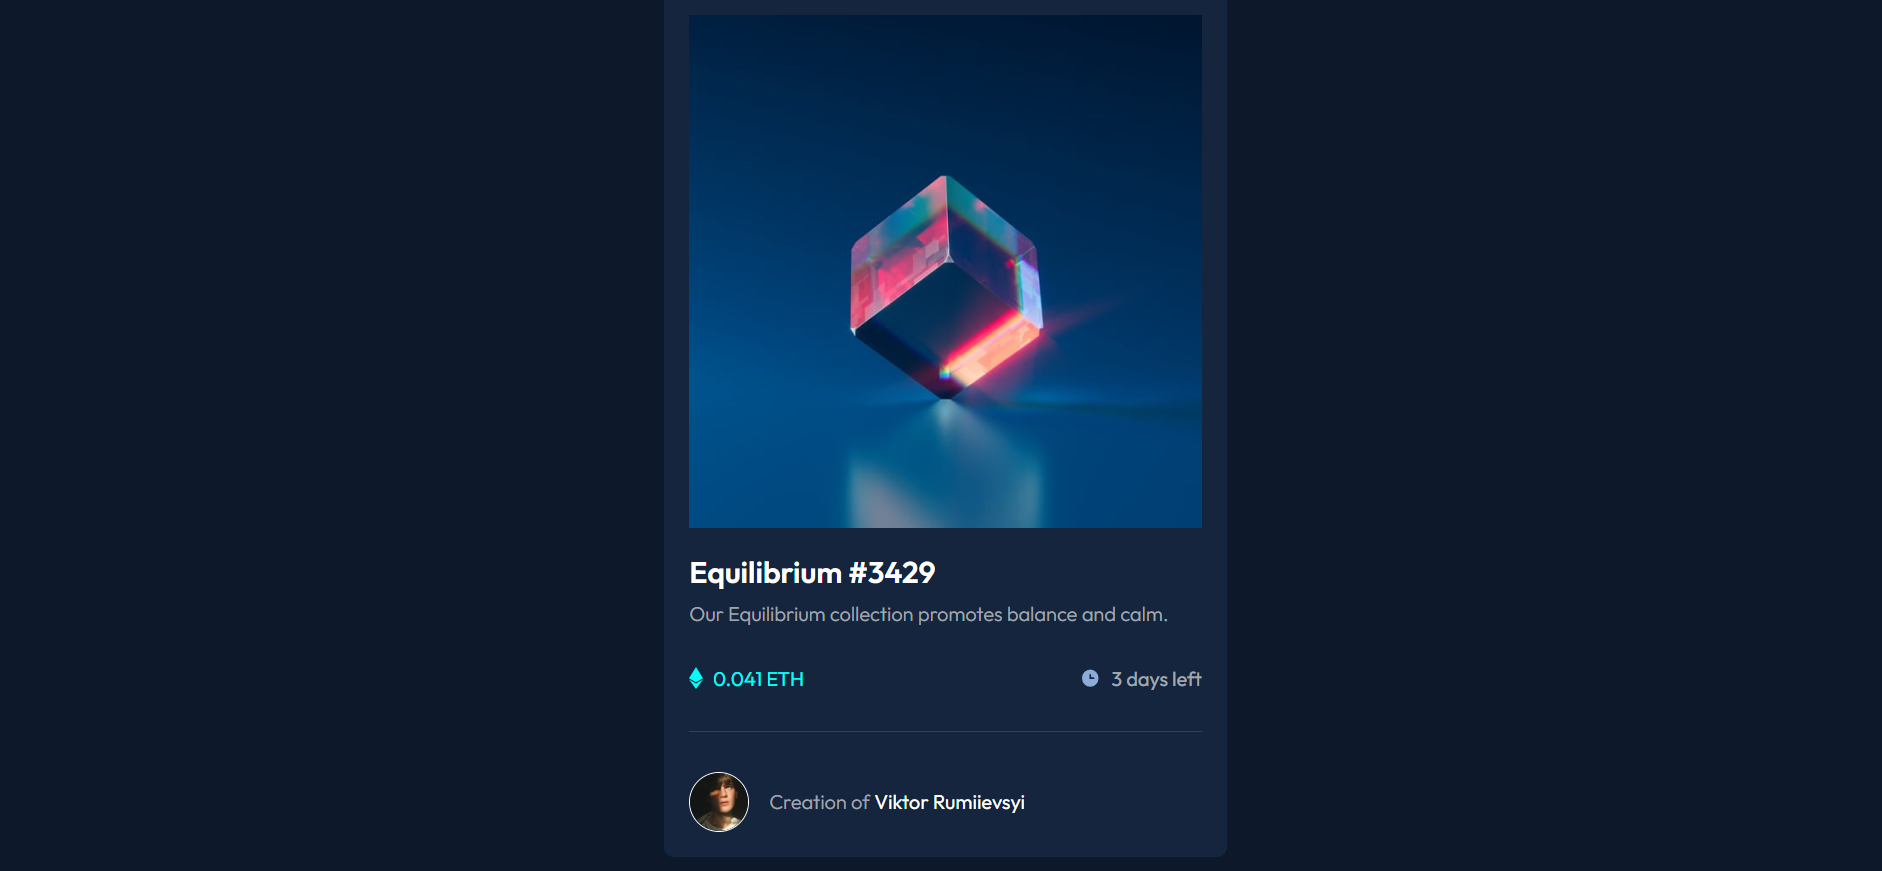 Equilibrium #3429
Our Equilibrium collection promotes balance and calm.
0.041 ETH
3 days left
Creation of Viktor Rumiievsyi